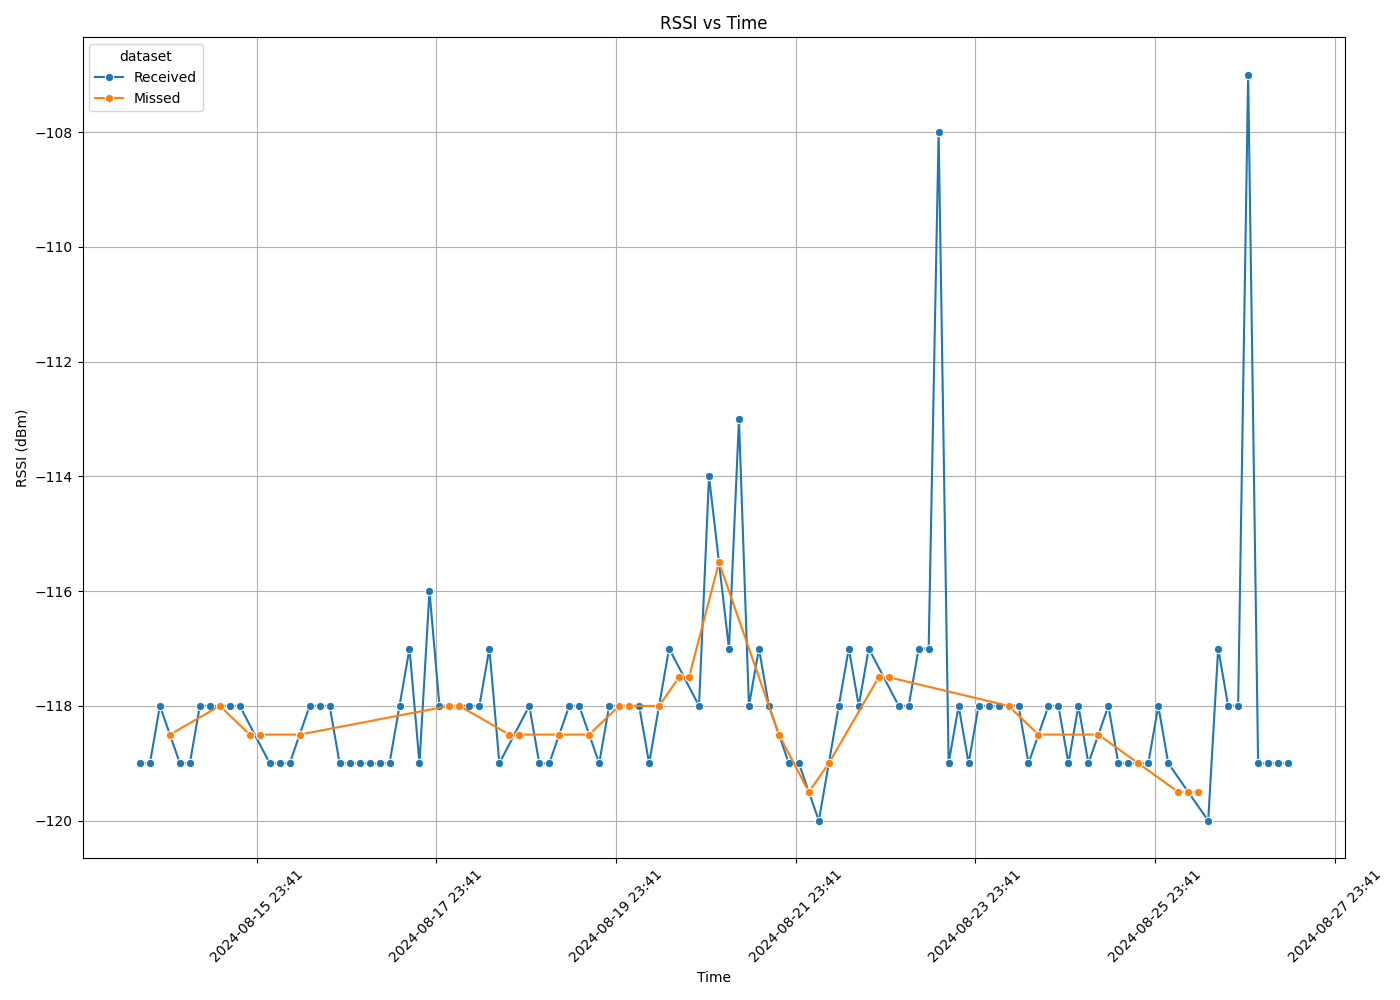 RSSI vs Time
dataset
Received
Missed
RSSI (dBm)
−108
−110
−112
−114
−116
−118
−120
2024-08-15 23:41
2024-08-17 23:41
2024-08-19 23:41
2024-08-21 23:41
2024-08-23 23:41
2024-08-25 23:41
2024-08-27 23:41
Time